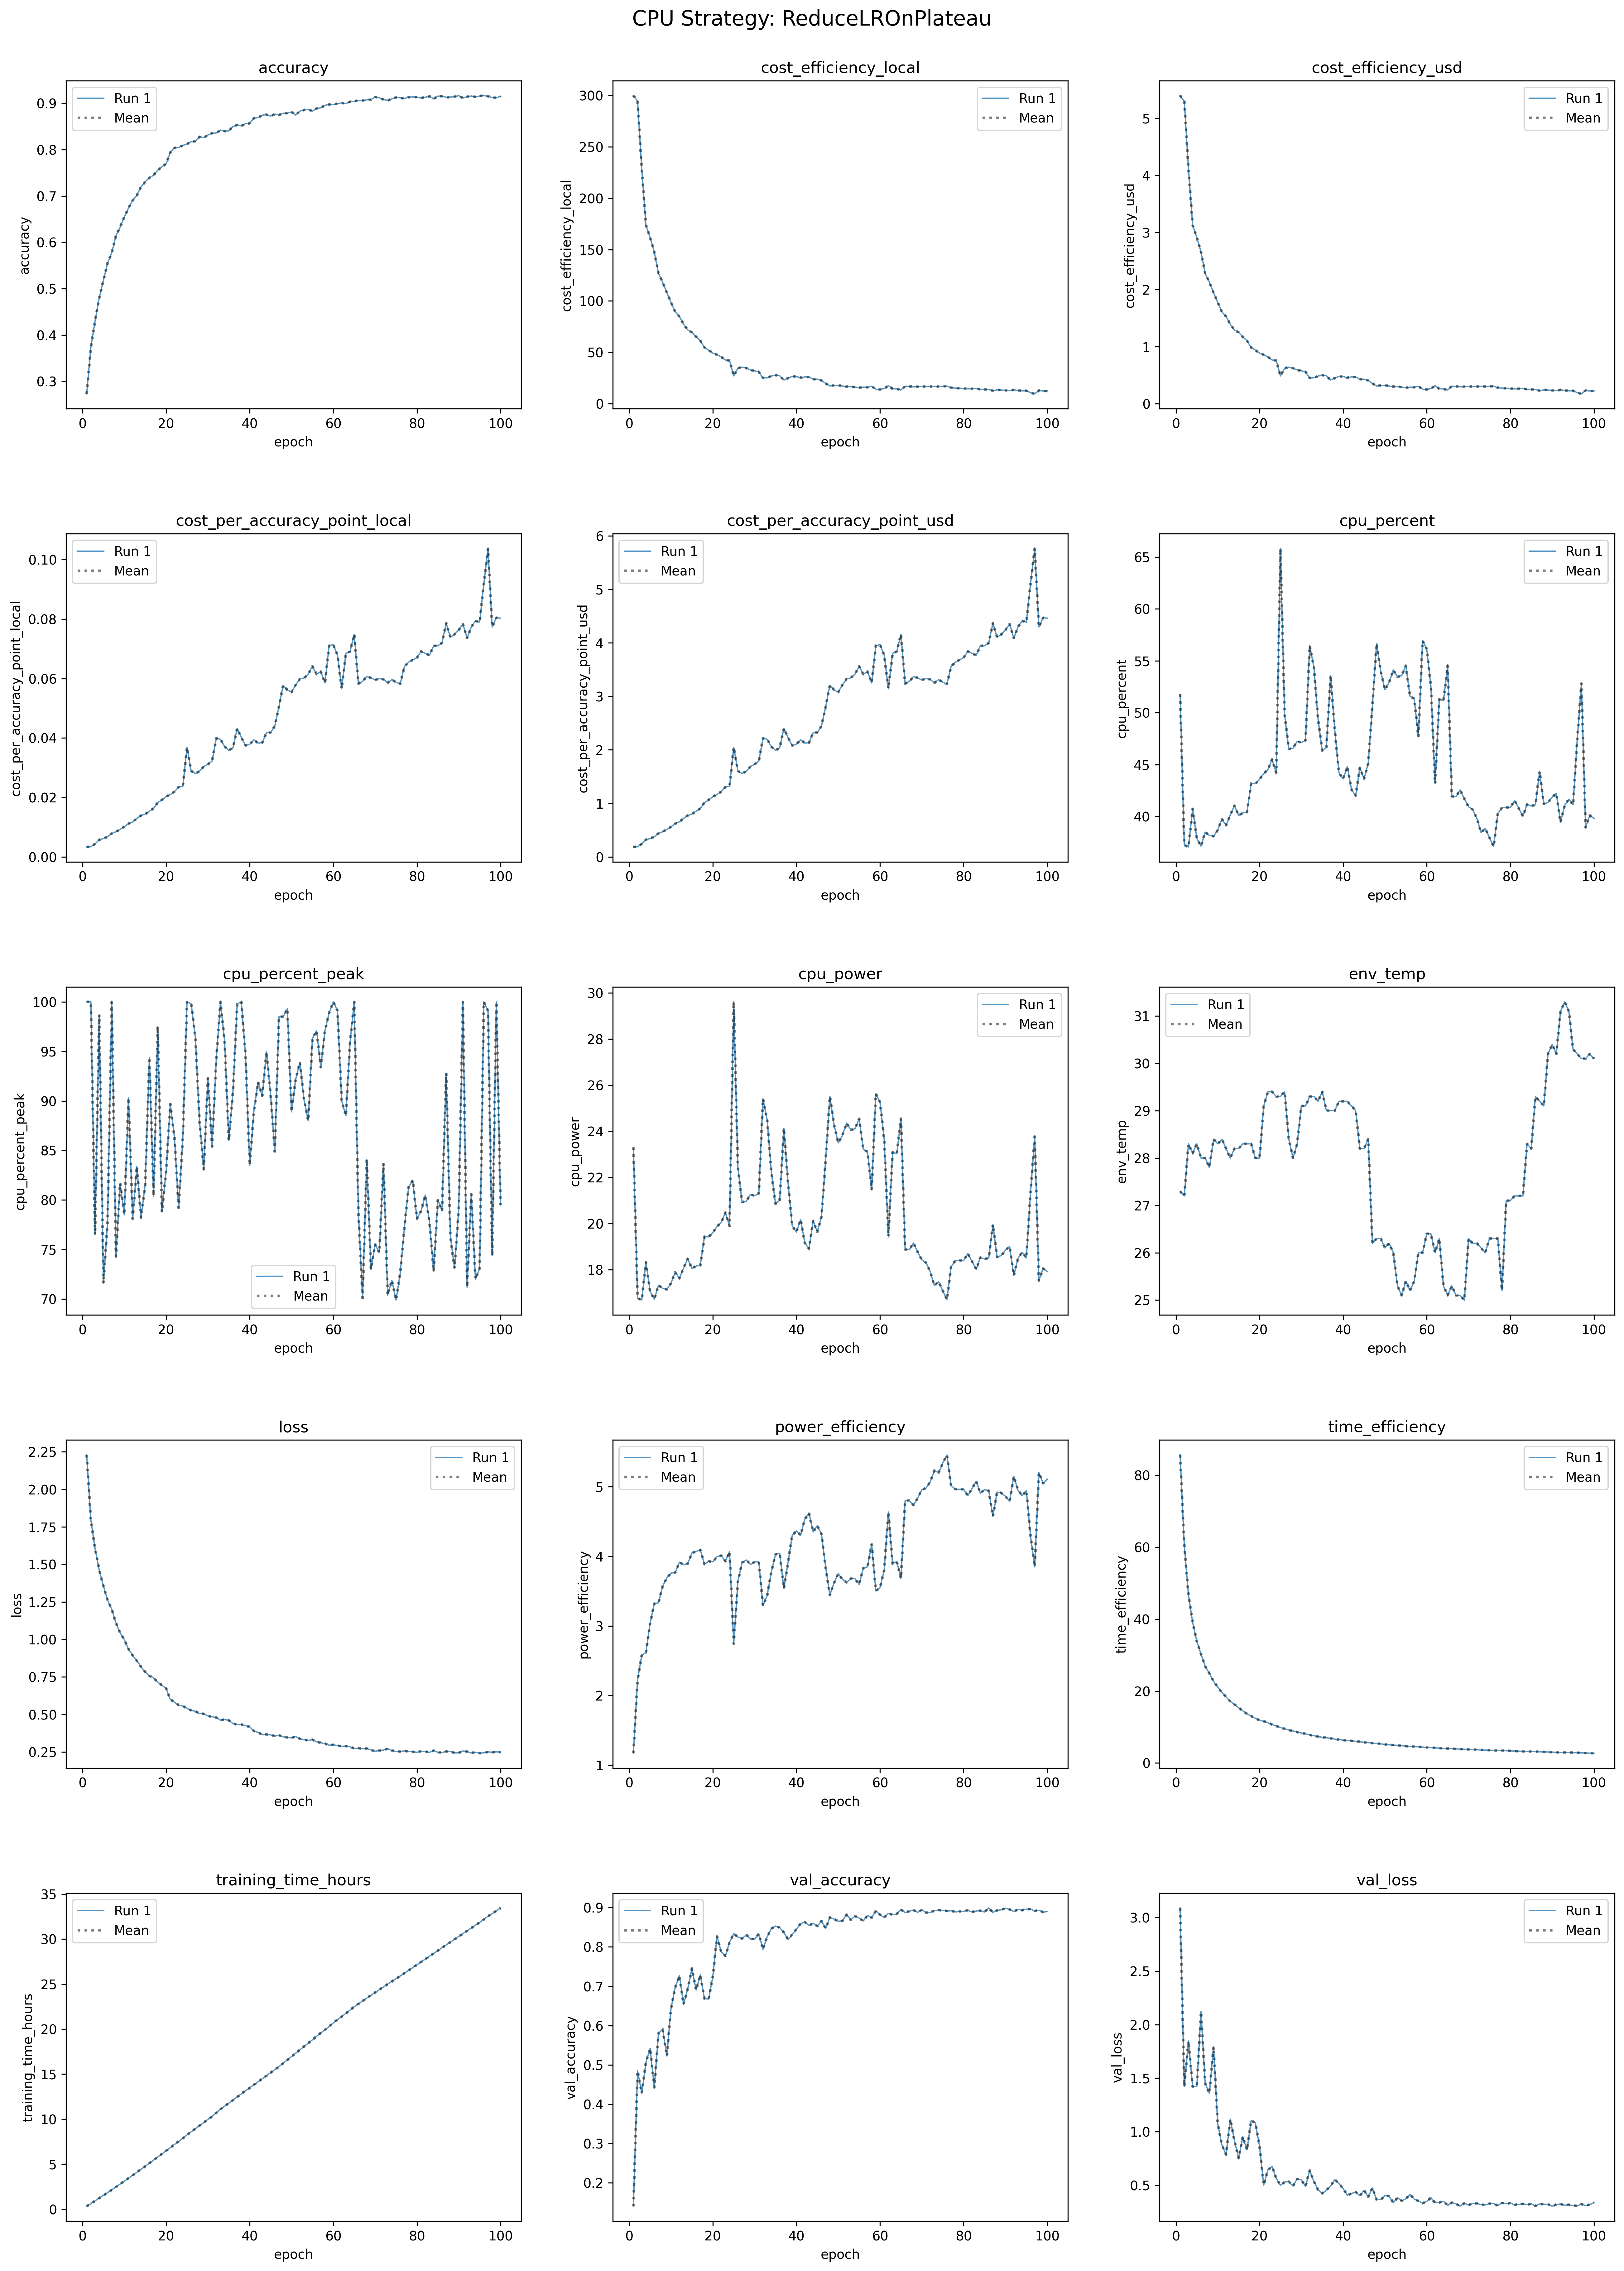 CPU Strategy: ReduceLROnPlateau
accuracy
Run 1
Mean
0.9
0.8
0.7
0.6
0.5
0.4
0.3
accuracy
0 20 40 60 80 100
epoch
cost_efficiency_local
Run 1
Mean
300
250
200
150
100
50
0
cost_efficiency_local
0 20 40 60 80 100
epoch
cost_efficiency_usd
Run 1
Mean
5
4
3
2
1
0
cost_efficiency_usd
0 20 40 60 80 100
epoch
cost_per_accuracy_point_local
Run 1
Mean
0.10
0.08
0.06
0.04
0.02
0.00
cost_per_accuracy_point_local
0 20 40 60 80 100
epoch
cost_per_accuracy_point_usd
Run 1
Mean
6
5
4
3
2
1
0
cost_per_accuracy_point_usd
0 20 40 60 80 100
epoch
cpu_percent
Run 1
Mean
65
60
55
50
45
40
cpu_percent
0 20 40 60 80 100
epoch
cpu_percent_peak
100
95
90
85
80
75
70
cpu_percent_peak
Run 1
Mean
0 20 40 60 80 100
epoch
cpu_power
Run 1
Mean
30
28
26
24
22
20
18
cpu_power
0 20 40 60 80 100
epoch
env_temp
Run 1
Mean
31
30
29
28
27
26
25
env_temp
0 20 40 60 80 100
epoch
loss
Run 1
Mean
2.25
2.00
1.75
1.50
1.25
1.00
0.75
0.50
0.25
loss
0 20 40 60 80 100
epoch
power_efficiency
Run 1
Mean
5
4
3
2
1
power_efficiency
0 20 40 60 80 100
epoch
time_efficiency
Run 1
Mean
80
60
40
20
0
time_efficiency
0 20 40 60 80 100
epoch
training_time_hours
Run 1
Mean
35
30
25
20
15
10
5
0
training_time_hours
0 20 40 60 80 100
epoch
val_accuracy
Run 1
Mean
0.9
0.8
0.7
0.6
0.5
0.4
0.3
0.2
val_accuracy
0 20 40 60 80 100
epoch
val_loss
Run 1
Mean
3.0
2.5
2.0
1.5
1.0
0.5
val_loss
0 20 40 60 80 100
epoch